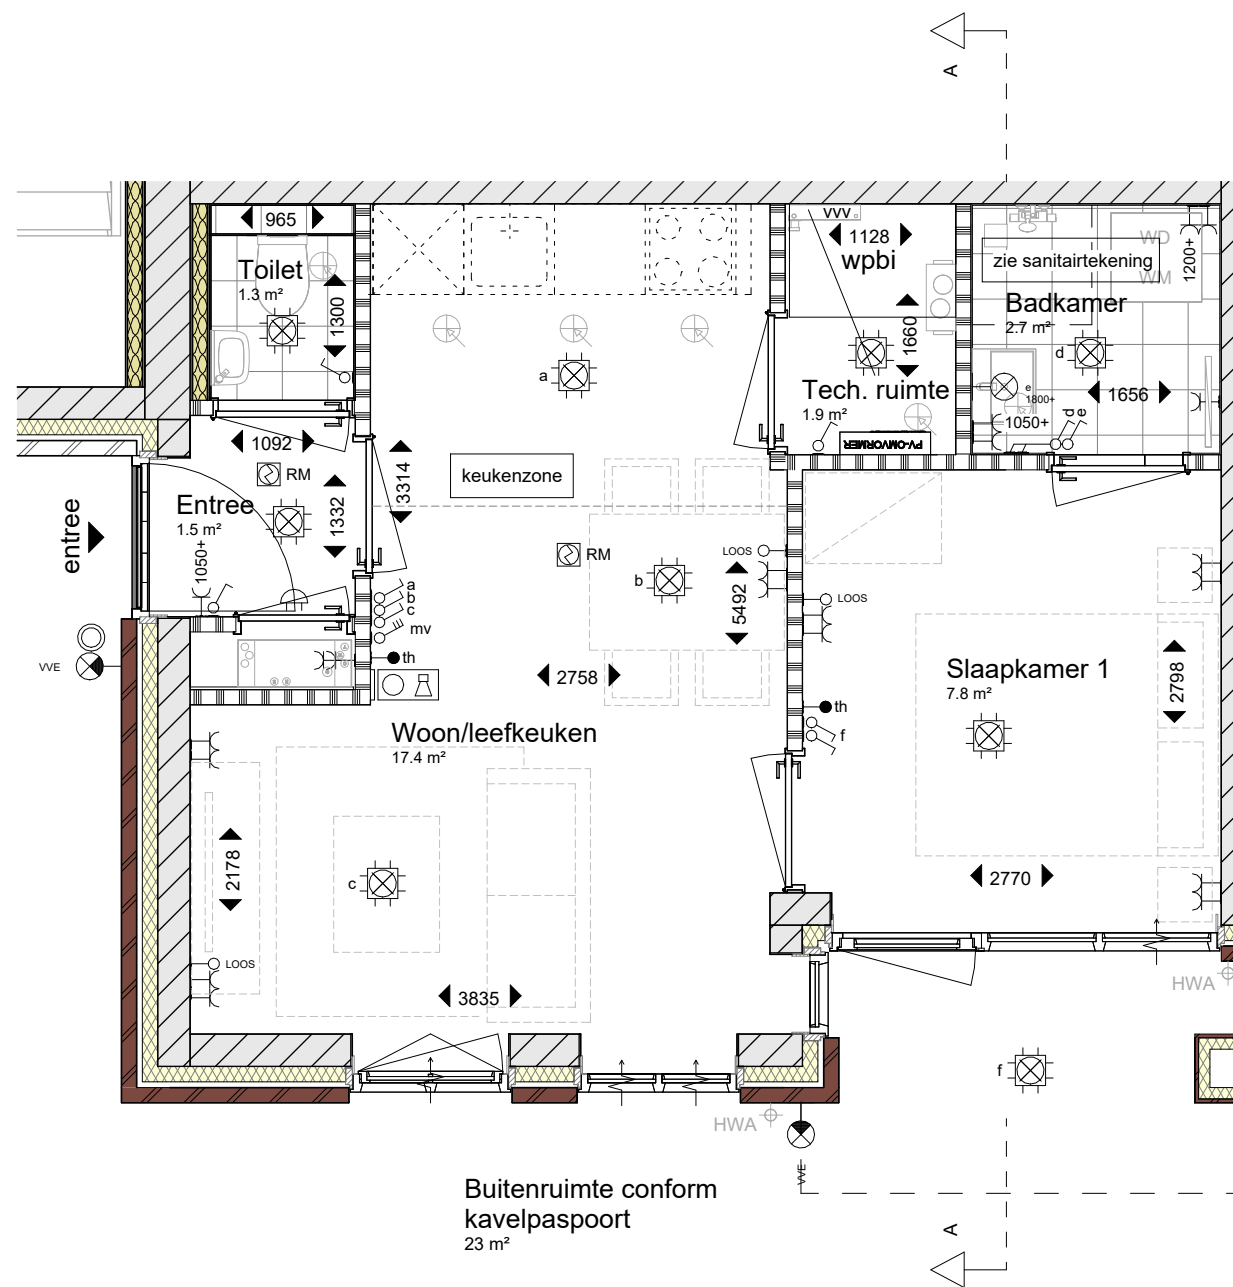 A
965
Toilet
1.3 m²
1300
a
VVV
1128
wpbi
1660
Tech. ruimte
1.9 m²
PV-OMVORMER
WD
zie sanitairtekening
WM
1200+
Badkamer
2.7 m²
d
e
1800+
1050+
d
e
1656
1092
RM
Entree
1.5 m²
1332
1050+
entree
3314
keukenzone
RM
b
LOOS
5492
a
b
c
mv
th
VVE
2758
Woon/leefkeuken
17.4 m²
LOOS
th
f
Slaapkamer 1
7.8 m²
2798
2770
2178
c
LOOS
3835
HWA
f
HWA
VVE
Buitenruimte conform
kavelpaspoort
23 m²
A